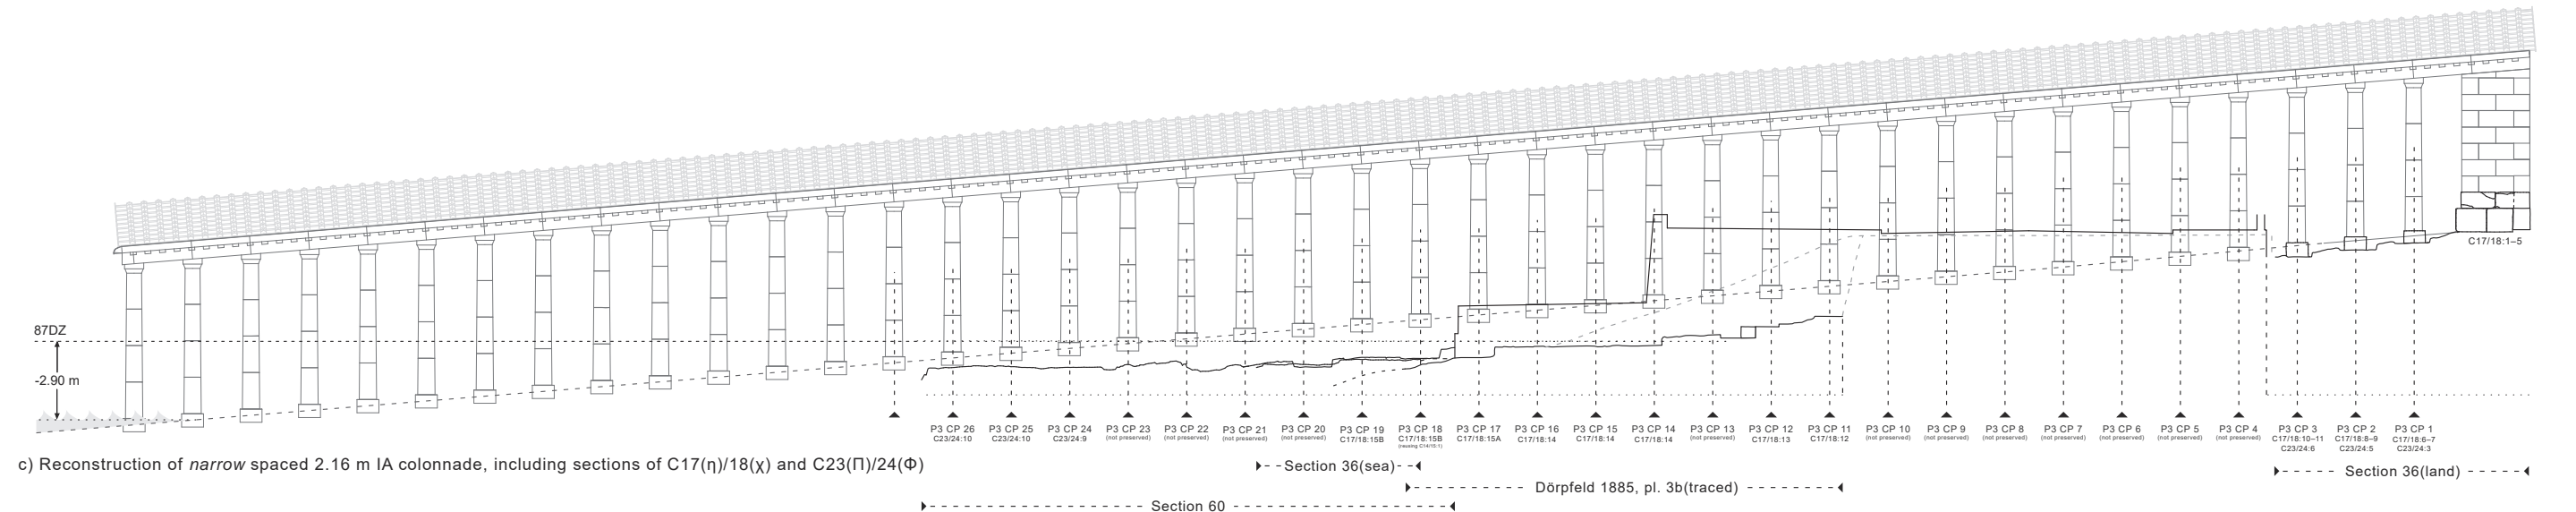 C17/18:1–5
87DZ
-2.90 m
P3 CP 26
C23/24:10
P3 CP 25
C23/24:10
P3 CP 24
C23/24:9
P3 CP 23
(not preserved)
P3 CP 22
(not preserved)
P3 CP 21
(not preserved)
P3 CP 20
(not preserved)
P3 CP 19
C17/18:15B
P3 CP 18
C17/18:15B
(reusing C14/15:1)
P3 CP 17
C17/18:15A
P3 CP 16
C17/18:14
P3 CP 15
C17/18:14
P3 CP 14
C17/18:14
P3 CP 13
(not preserved)
P3 CP 12
C17/18:13
P3 CP 11
C17/18:12
P3 CP 10
(not preserved)
P3 CP 9
(not preserved)
P3 CP 8
(not preserved)
P3 CP 7
(not preserved)
P3 CP 6
(not preserved)
P3 CP 5
(not preserved)
P3 CP 4
(not preserved)
P3 CP 3
C17/18:10–11
C23/24:6
P3 CP 2
C17/18:8–9
C23/24:5
P3 CP 1
C17/18:6–7
C23/24:3
c) Reconstruction of narrow spaced 2.16 m IA colonnade, including sections of C17(η)/18(χ) and C23(Π)/24(Φ)
Section 36(sea)
Section 36(land)
Dörpfeld 1885, pl. 3b(traced)
Section 60